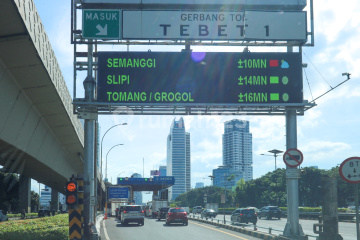 MASUK
GERBANG TOL
TEBET 1
SEMANGGI ±10MN
SLIPI ±14MN
TOMANG / GROGOL ±16MN